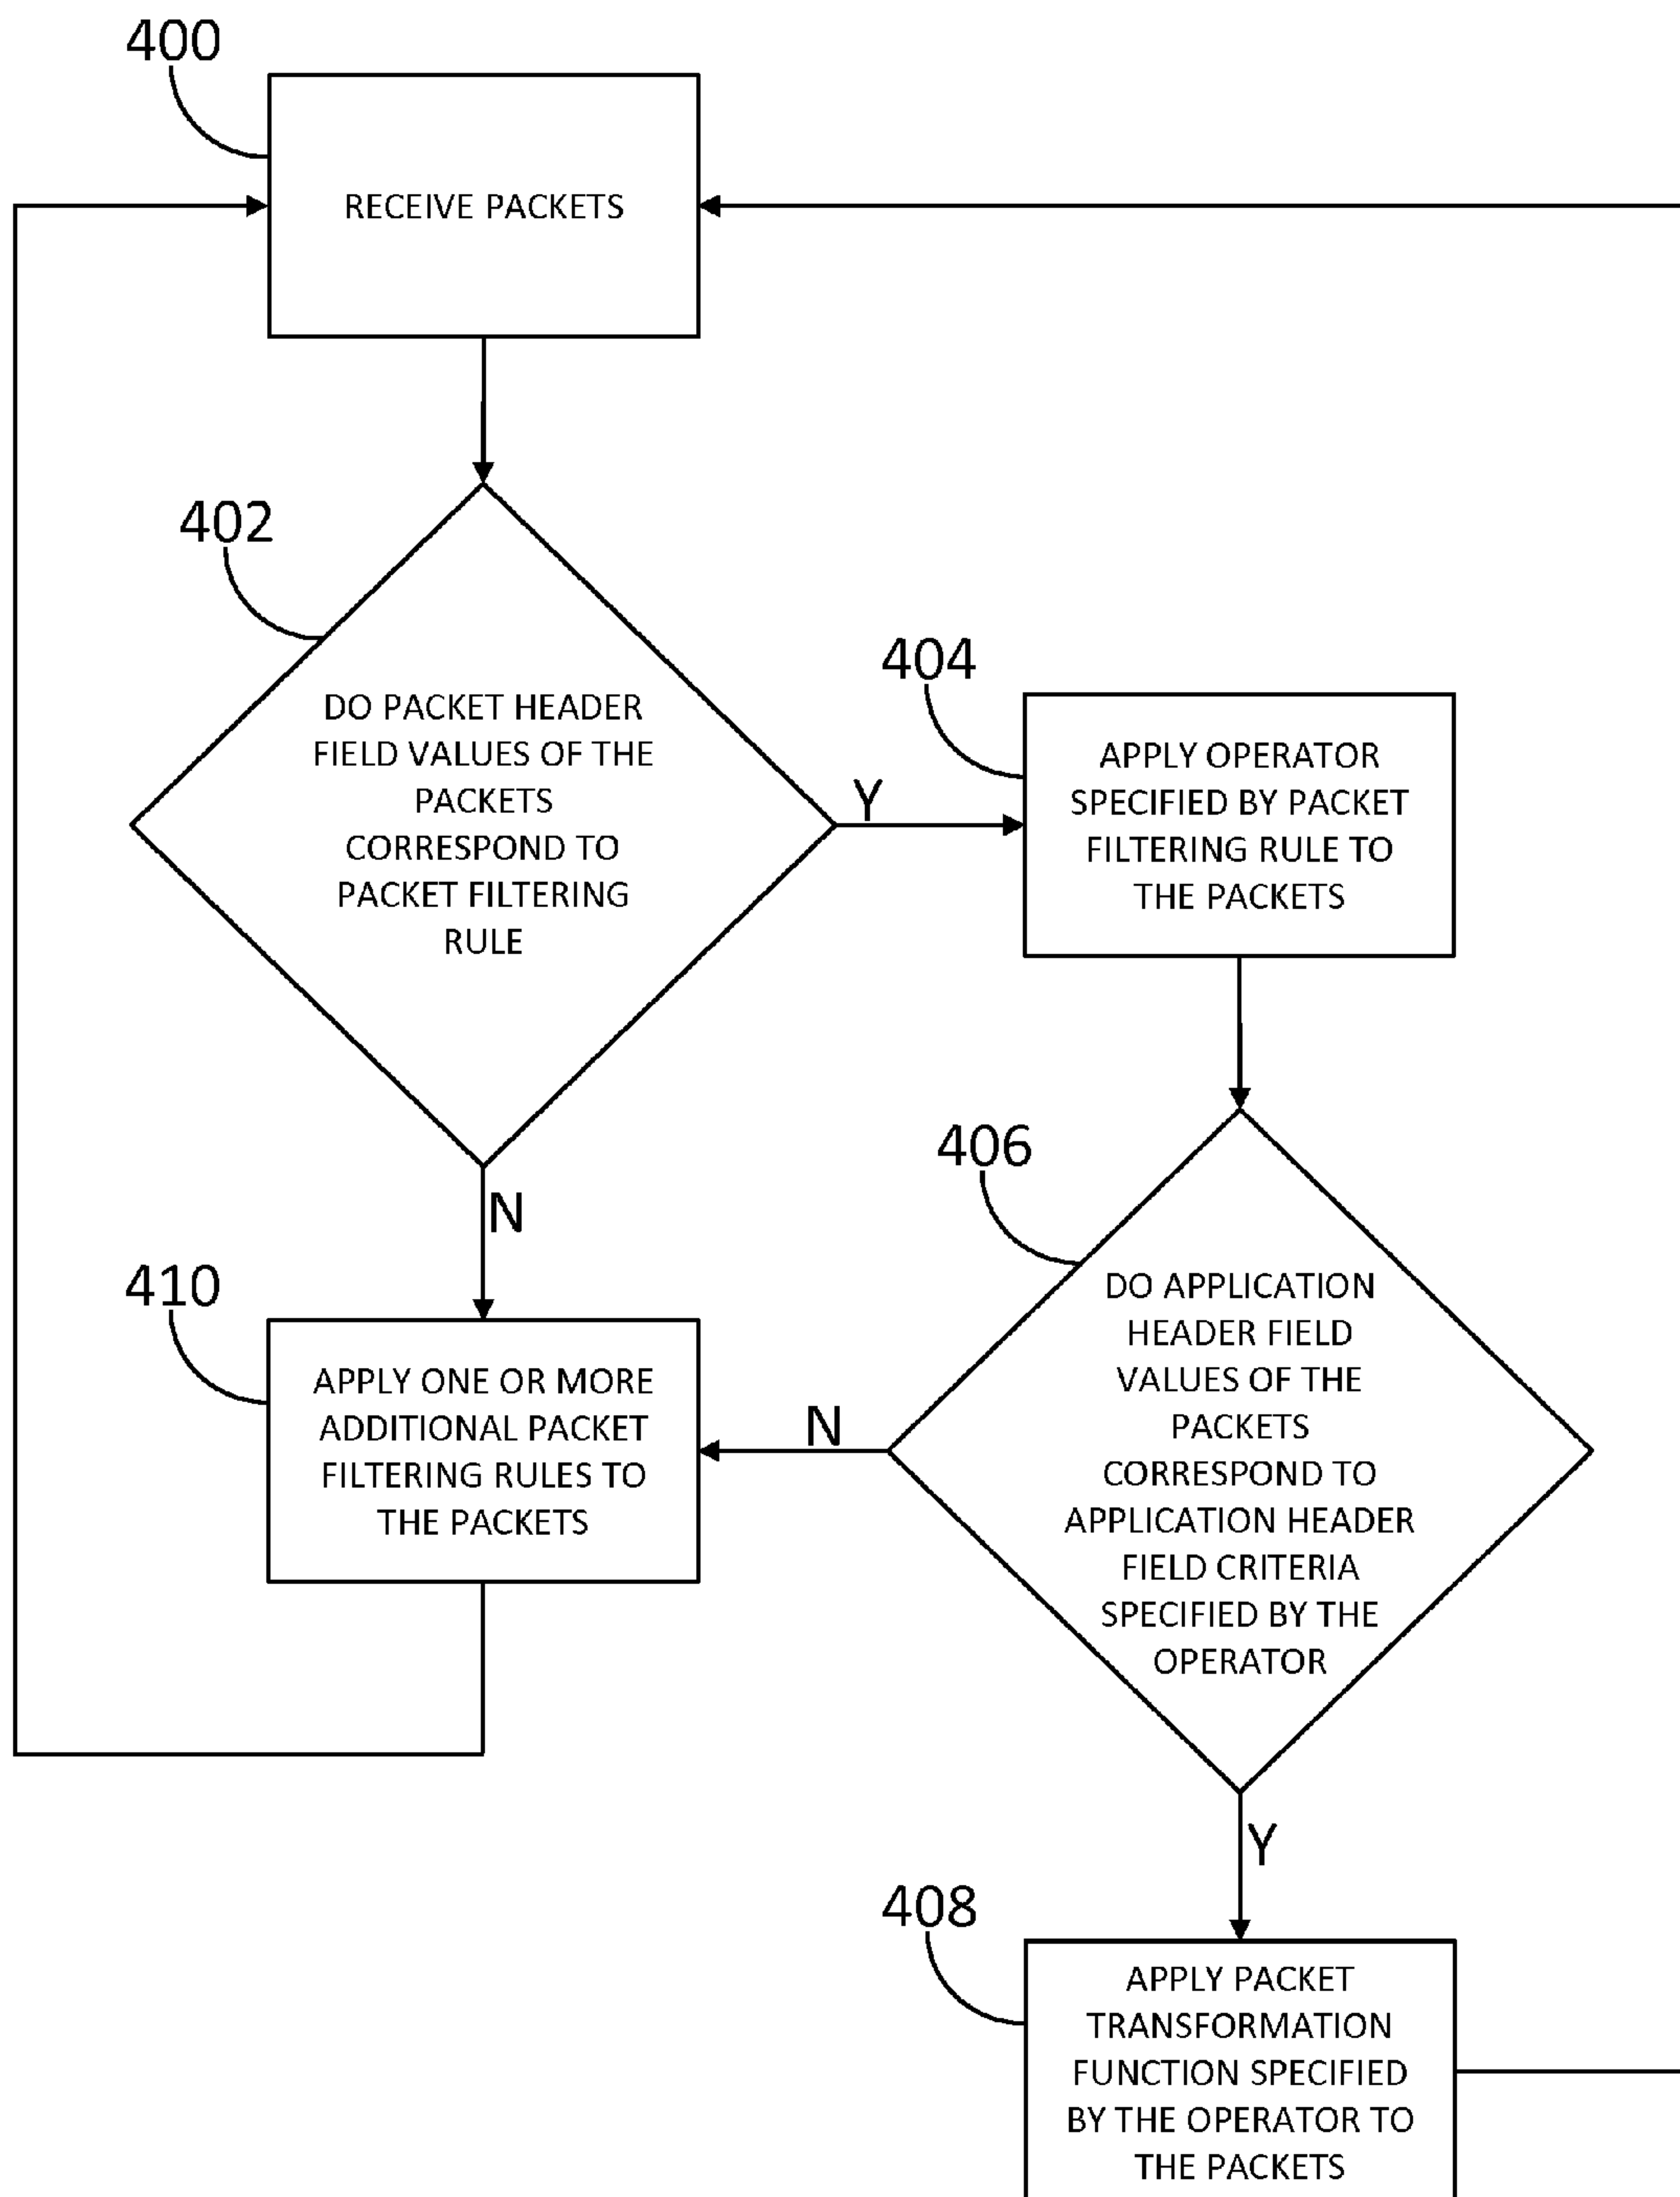 400
RECEIVE PACKETS
402
DO PACKET HEADER
FIELD VALUES OF THE
PACKETS
CORRESPOND TO
PACKET FILTERING
RULE
Y
404
APPLY OPERATOR
SPECIFIED BY PACKET
FILTERING RULE TO
THE PACKETS
N
406
DO APPLICATION
HEADER FIELD
VALUES OF THE
PACKETS
CORRESPOND TO
APPLICATION HEADER
FIELD CRITERIA
SPECIFIED BY THE
OPERATOR
N
410
APPLY ONE OR MORE
ADDITIONAL PACKET
FILTERING RULES TO
THE PACKETS
Y
408
APPLY PACKET
TRANSFORMATION
FUNCTION SPECIFIED
BY THE OPERATOR TO
THE PACKETS